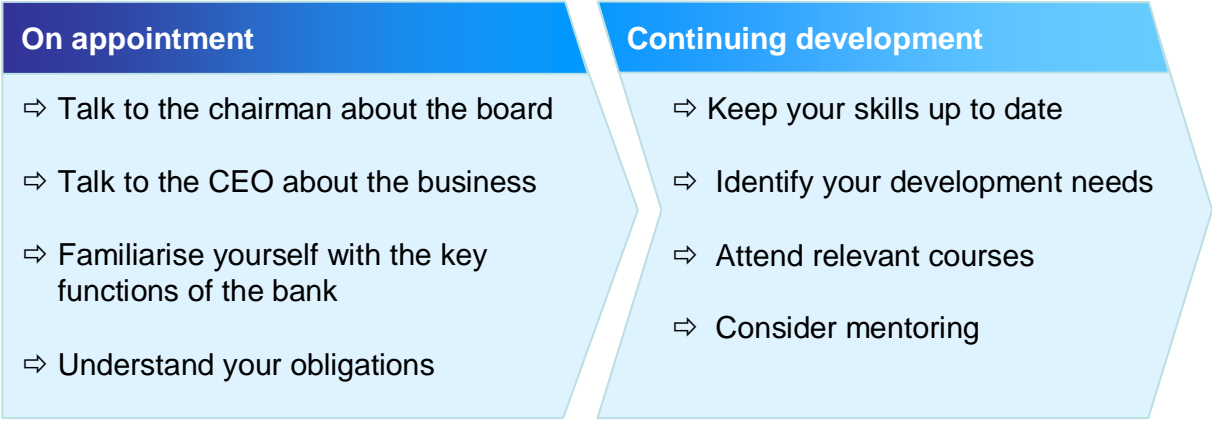 On appointment
⇨ Talk to the chairman about the board
⇨ Talk to the CEO about the business
⇨ Familiarise yourself with the key
functions of the bank
⇨ Understand your obligations
Continuing development
⇨ Keep your skills up to date
⇨ Identify your development needs
⇨ Attend relevant courses
⇨ Consider mentoring